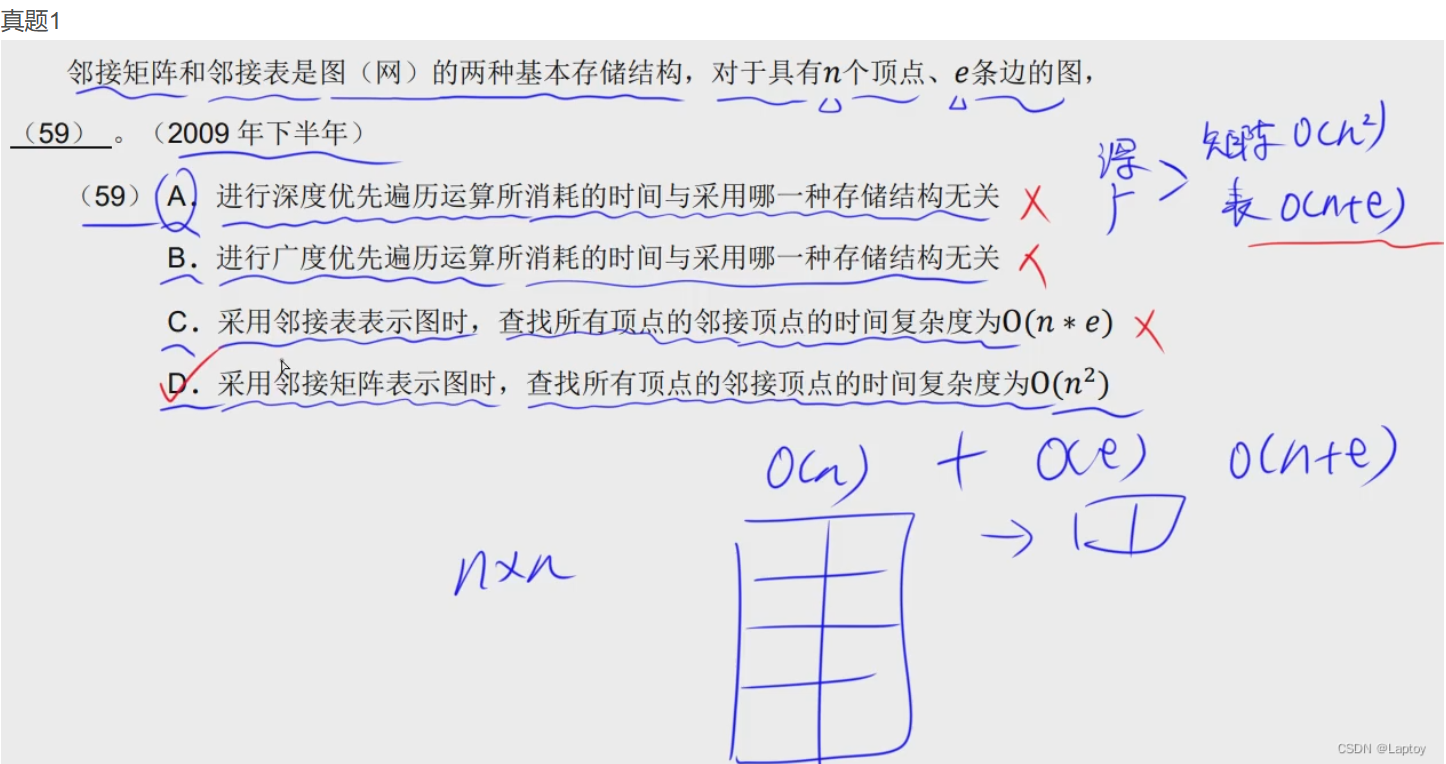 真题1
邻接矩阵和邻接表是图（网）的两种基本存储结构，对于具有n个顶点、e条边的图，
（59）。（2009 年下半年）
深 矩阵 O(n²)
广 > 表 O(n+e)
（59）A. 进行深度优先遍历运算所消耗的时间与采用哪一种存储结构无关 ×
B. 进行广度优先遍历运算所消耗的时间与采用哪一种存储结构无关 ×
C. 采用邻接表表示图时，查找所有顶点的邻接顶点的时间复杂度为O(n∗e) ×
D. 采用邻接矩阵表示图时，查找所有顶点的邻接顶点的时间复杂度为O(n²)
O(n) + O(e) O(n+e)
n×n
CSDN @Laptoy